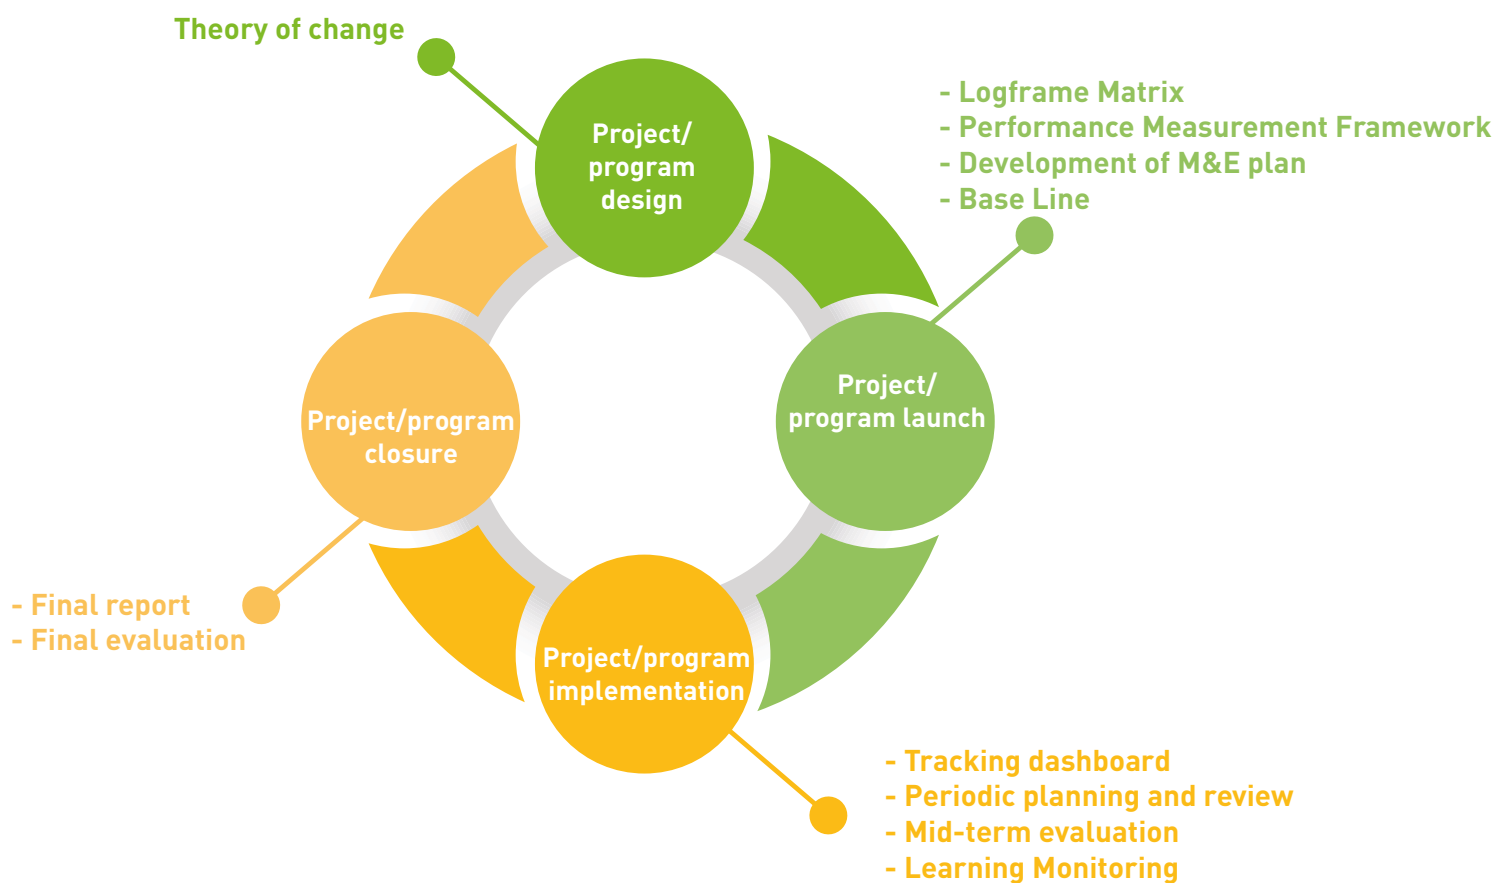 Theory of change
Project/
program
design
- Logframe Matrix
- Performance Measurement Framework
- Development of M&E plan
- Base Line
Project/
program launch
Project/program
implementation
- Tracking dashboard
- Periodic planning and review
- Mid-term evaluation
- Learning Monitoring
Project/program
closure
- Final report
- Final evaluation